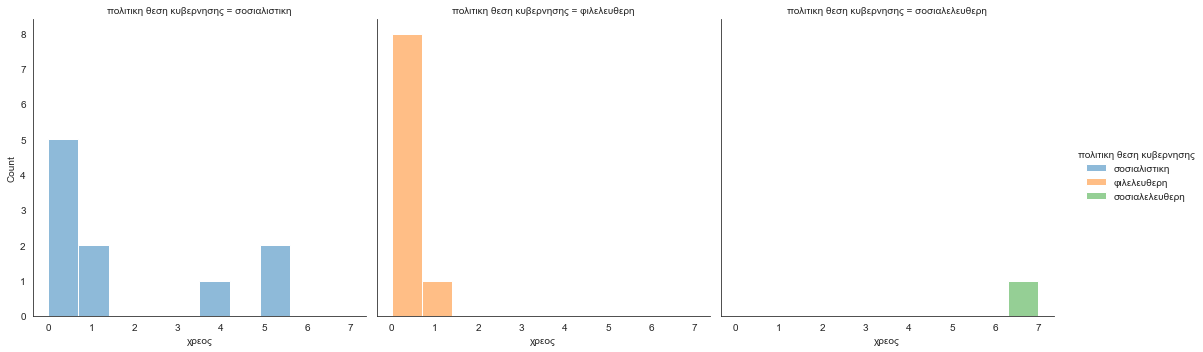 πολιτικη θεση κυβερνησης = σοσιαλιστικη
πολιτικη θεση κυβερνησης = φιλελευθερη
πολιτικη θεση κυβερνησης = σοσιαλελευθερη
8
7
6
5
4
3
2
1
0
Count
0 1 2 3 4 5 6 7
χρεος
0 1 2 3 4 5 6 7
χρεος
0 1 2 3 4 5 6 7
χρεος
πολιτικη θεση κυβερνησης
σοσιαλιστικη
φιλελευθερη
σοσιαλελευθερη